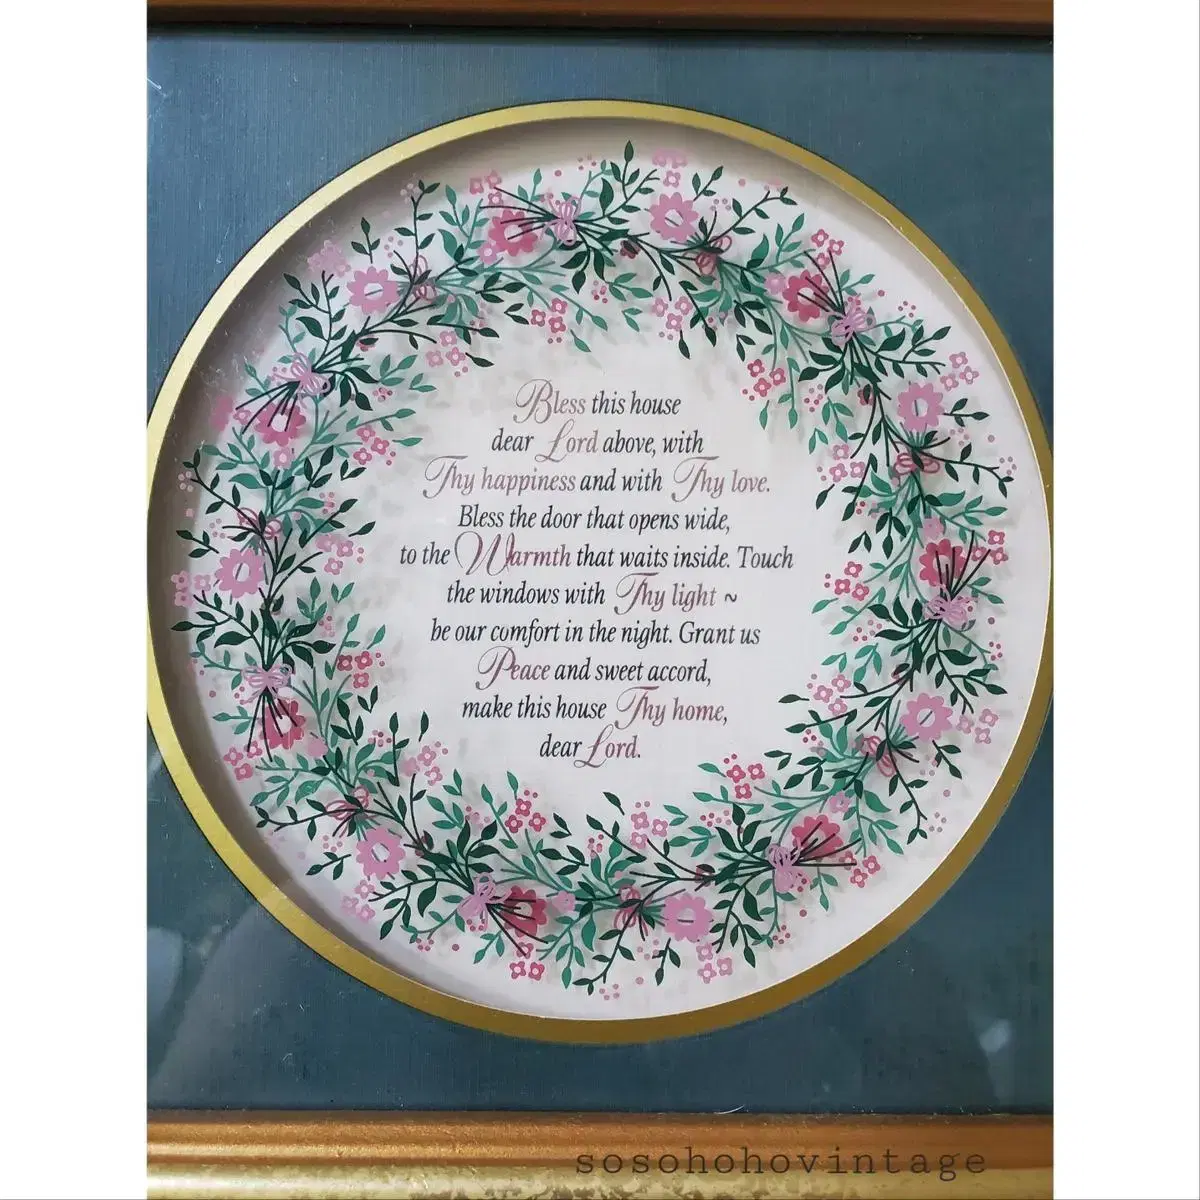 Bless this house
dear Lord above, with
Thy happiness and with Thy love.
Bless the door that opens wide,
to the Warmth that waits inside. Touch
the windows with Thy light ~
be our comfort in the night. Grant us
Peace and sweet accord,
make this house Thy home,
dear Lord.
sosohohovintage